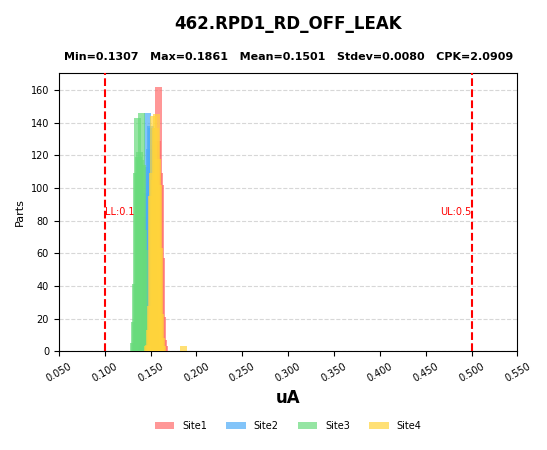 462.RPD1_RD_OFF_LEAK
Min=0.1307 Max=0.1861 Mean=0.1501 Stdev=0.0080 CPK=2.0909
160
140
120
100
80
60
40
20
0
Parts
LL:0.1
UL:0.5
0.050 0.100 0.150 0.200 0.250 0.300 0.350 0.400 0.450 0.500 0.550
uA
Site1 Site2 Site3 Site4